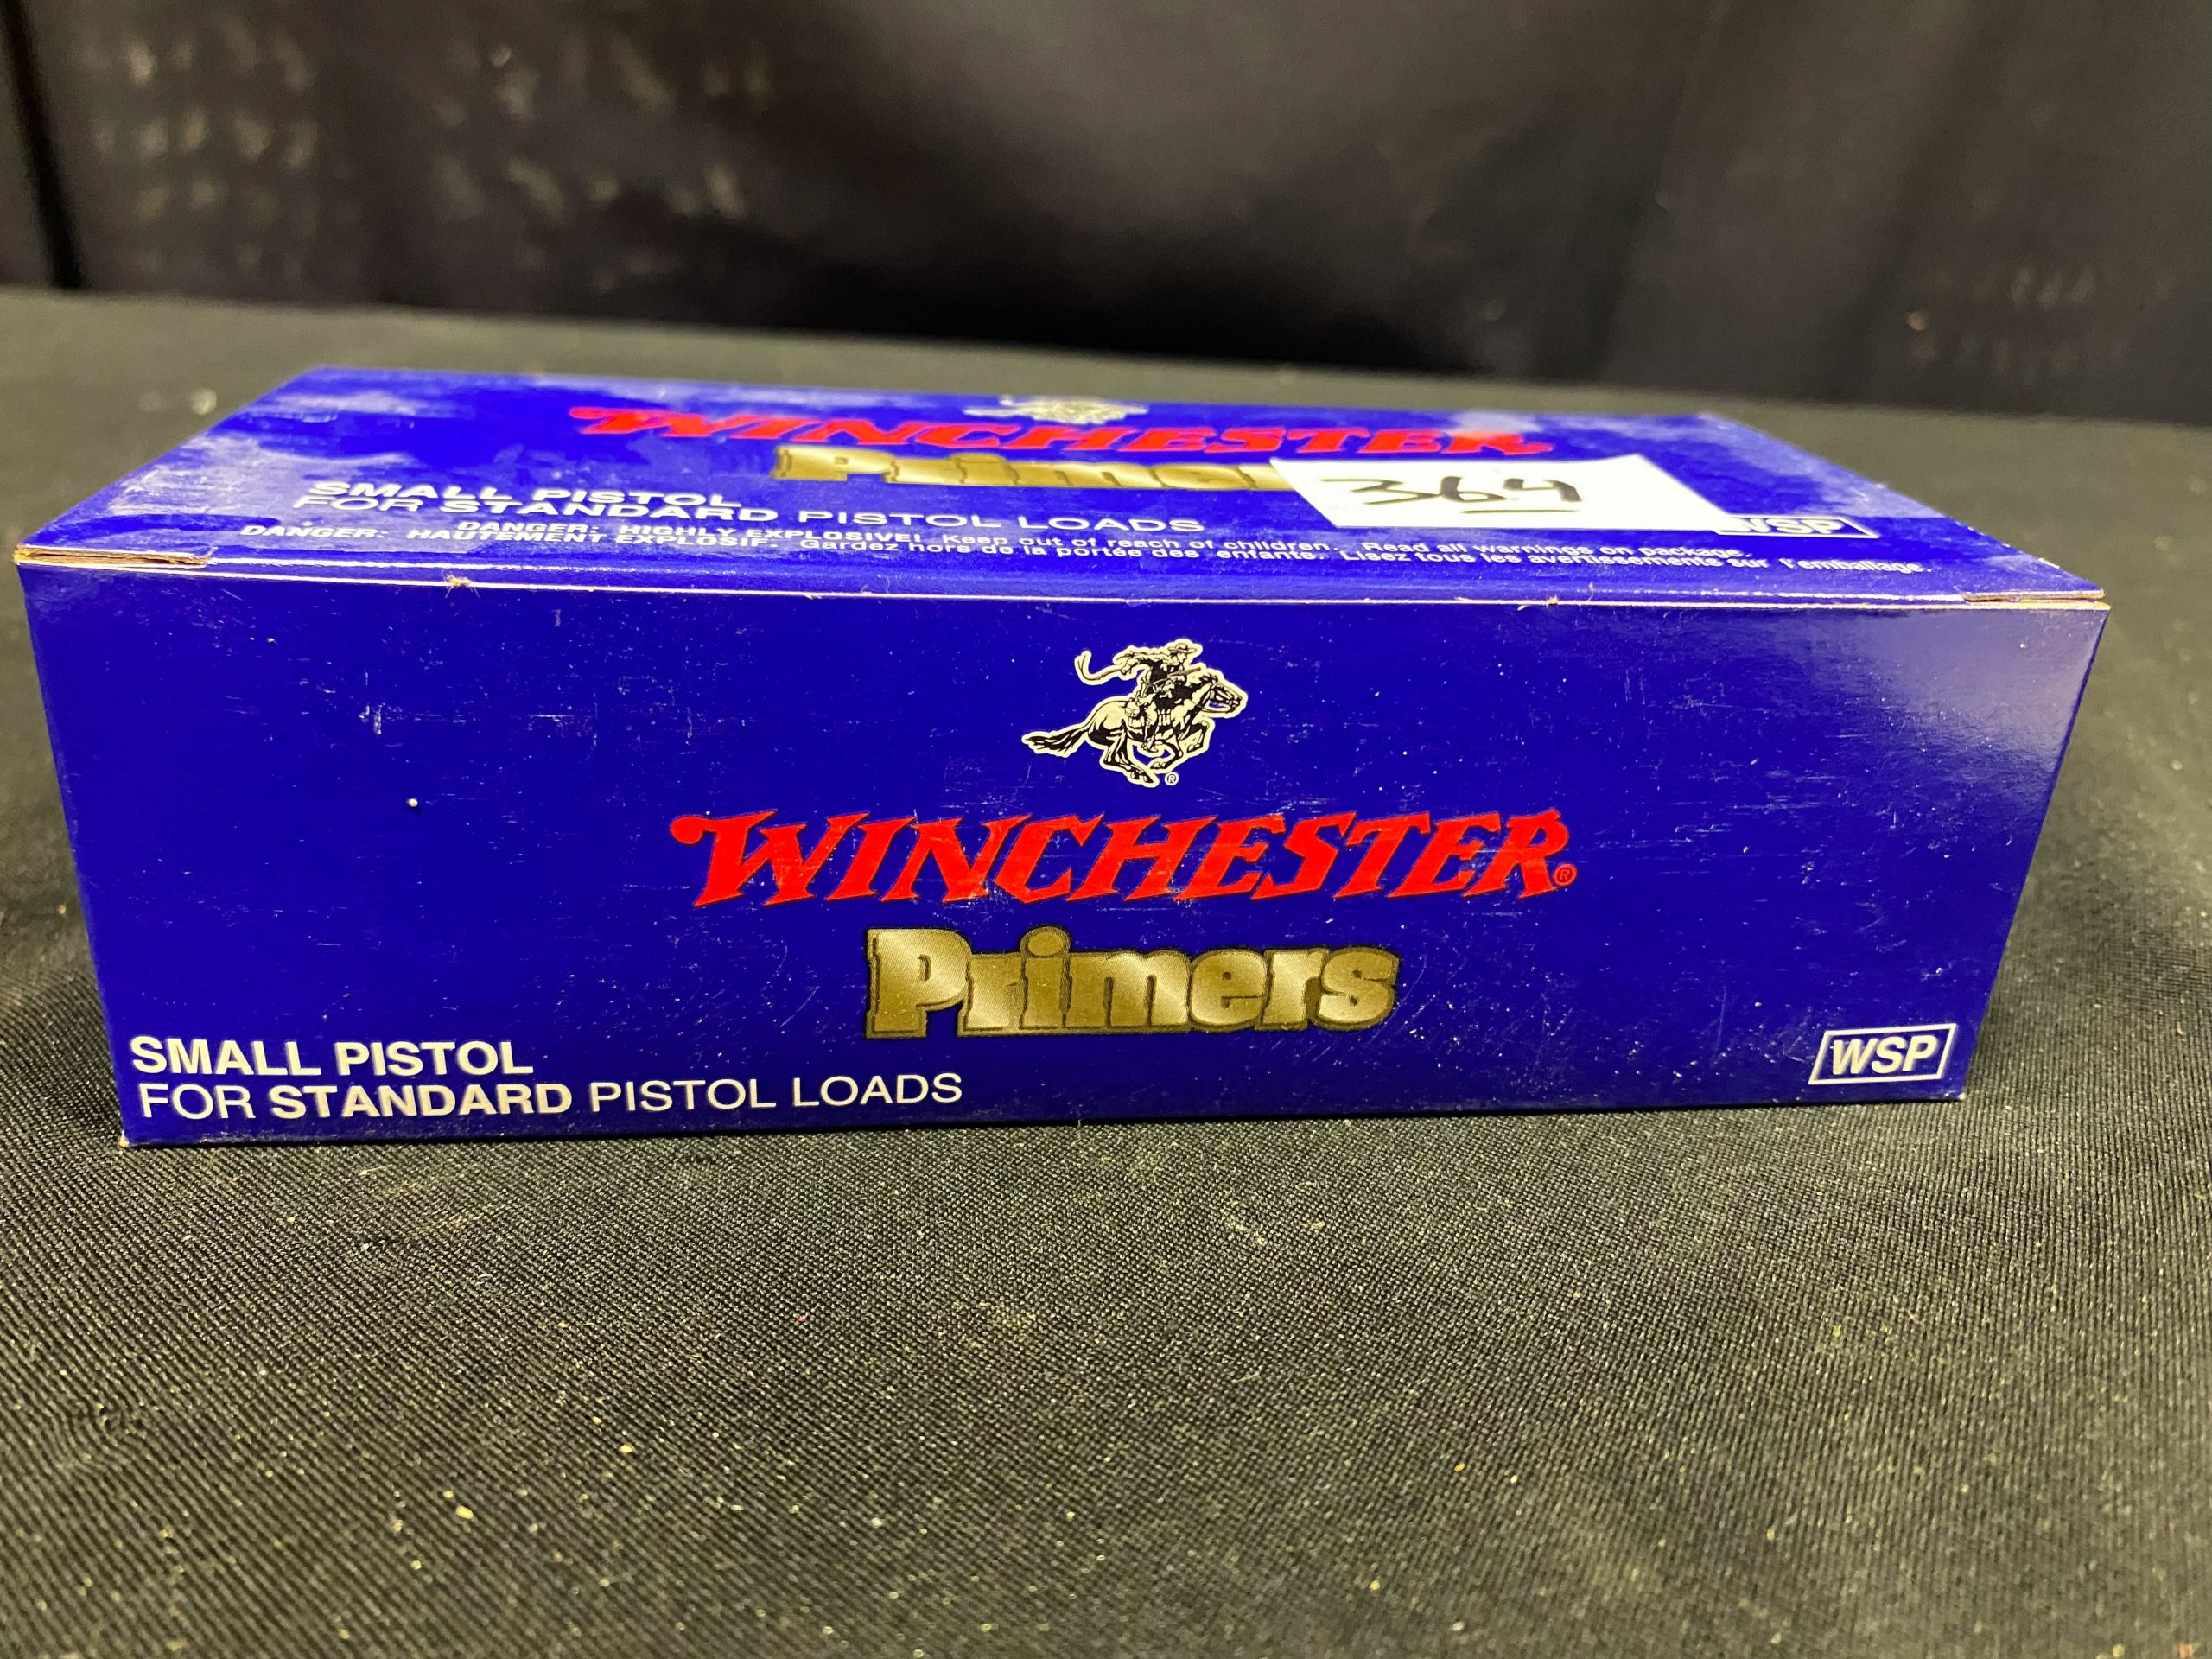 WINCHESTER
Primer
364
SMALL PISTOL
FOR STANDARD PISTOL LOADS
WSP
DANGER: HIGHLY EXPLOSIVE! Keep out of reach of children. Read all warnings on package.
DANGER: HAUTEMENT EXPLOSIF. Gardez hors de la portée des enfants. Lisez tous les avertissements sur l'emballage.
WINCHESTER®
Primers
SMALL PISTOL
FOR STANDARD PISTOL LOADS
WSP